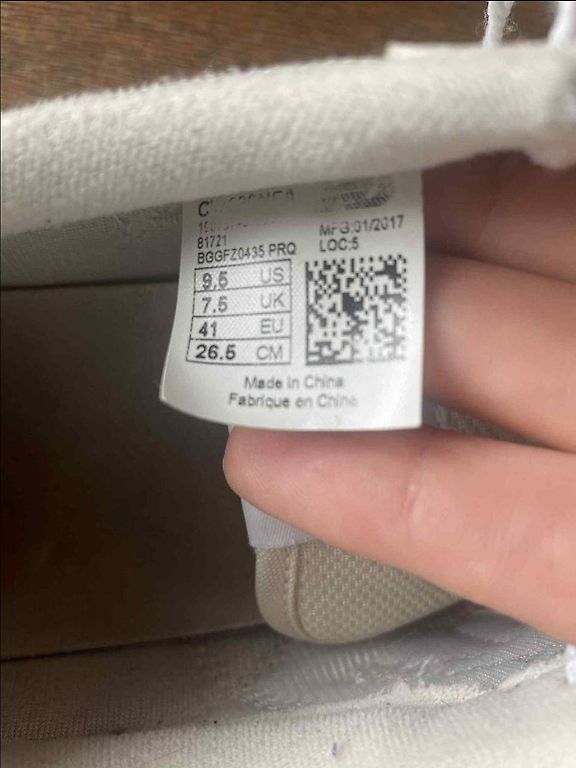 81721
MFG:01/2017
BGGFZ0435 PRQ
LOC:5
9.5 US
7.5 UK
41 EU
26.5 CM
Made in China
Fabrique en Chine